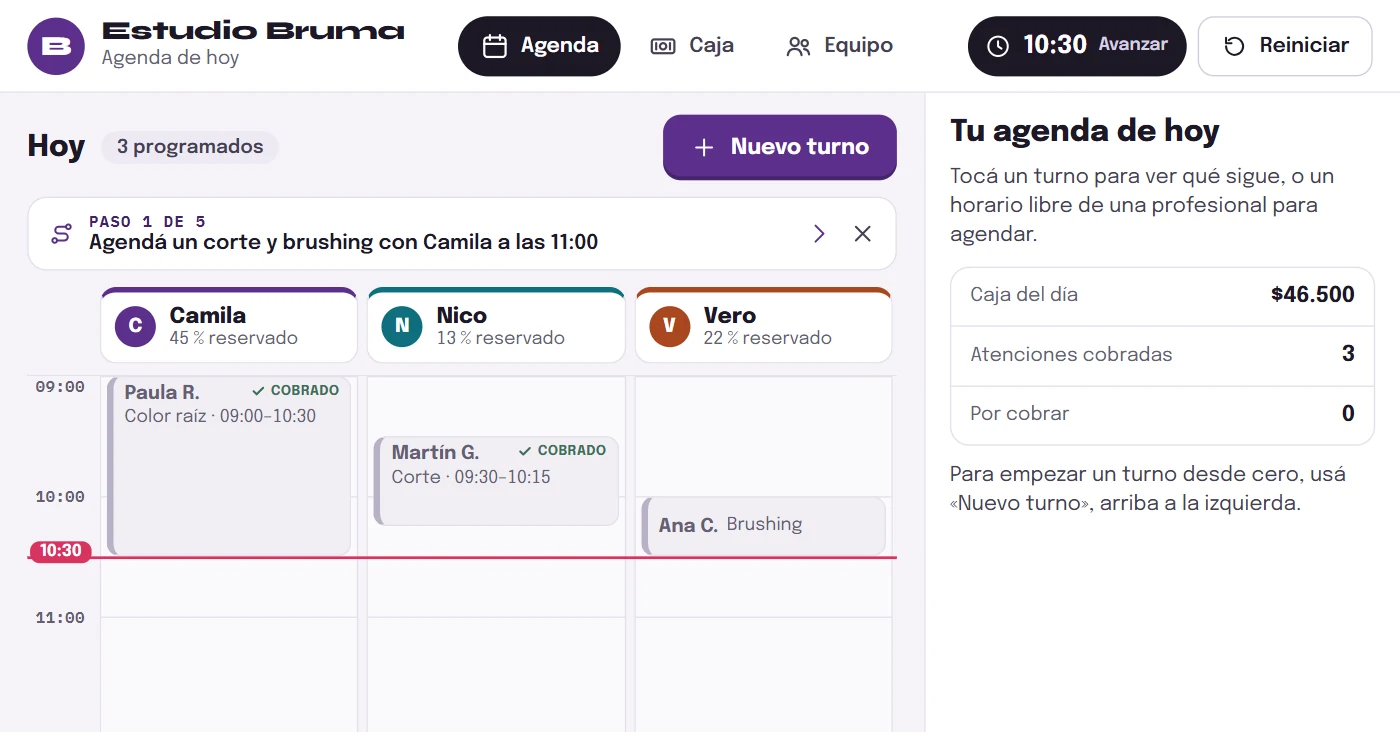 B
Estudio Bruma
Agenda de hoy
Agenda
Caja
Equipo
10:30 Avanzar
Reiniciar
Hoy
3 programados
+ Nuevo turno
PASO 1 DE 5
Agendá un corte y brushing con Camila a las 11:00
C
Camila
45 % reservado
N
Nico
13 % reservado
V
Vero
22 % reservado
09:00
Paula R.
✓ COBRADO
Color raíz · 09:00–10:30
Martín G.
✓ COBRADO
Corte · 09:30–10:15
10:00
Ana C. Brushing
10:30
11:00
Tu agenda de hoy
Tocá un turno para ver qué sigue, o un
horario libre de una profesional para
agendar.
Caja del día
$46.500
Atenciones cobradas
3
Por cobrar
0
Para empezar un turno desde cero, usá
«Nuevo turno», arriba a la izquierda.